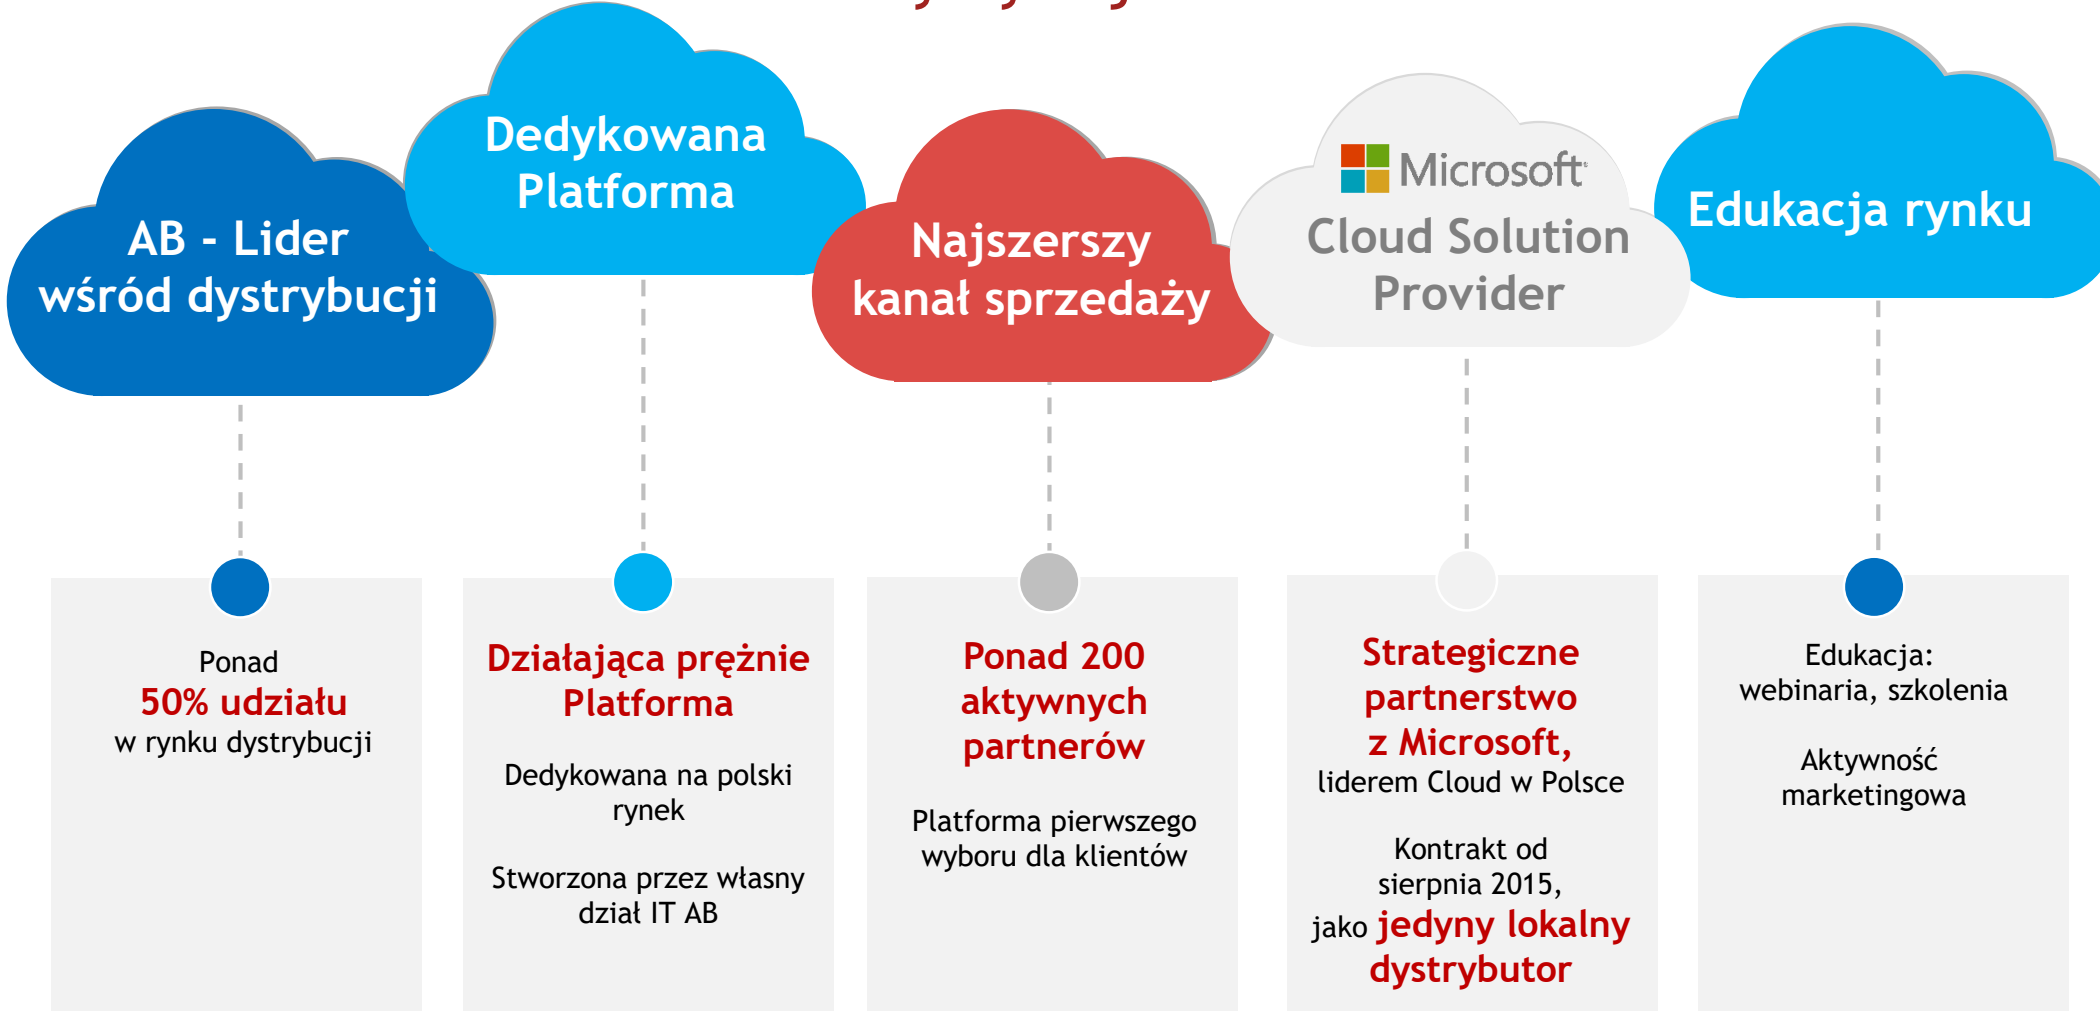 Dedykowana
Platforma
AB - Lider
wśród dystrybucji
Najszerszy
kanał sprzedaży
Microsoft
Cloud Solution
Provider
Edukacja rynku
Ponad
50% udziału
w rynku dystrybucji
Działająca prężnie
Platforma
Dedykowana na polski
rynek
Stworzona przez własny
dział IT AB
Ponad 200
aktywnych
partnerów
Platforma pierwszego
wyboru dla klientów
Strategiczne
partnerstwo
z Microsoft,
liderem Cloud w Polsce
Kontrakt od
sierpnia 2015,
jako jedyny lokalny
dystrybutor
Edukacja:
webinaria, szkolenia
Aktywność
marketingowa